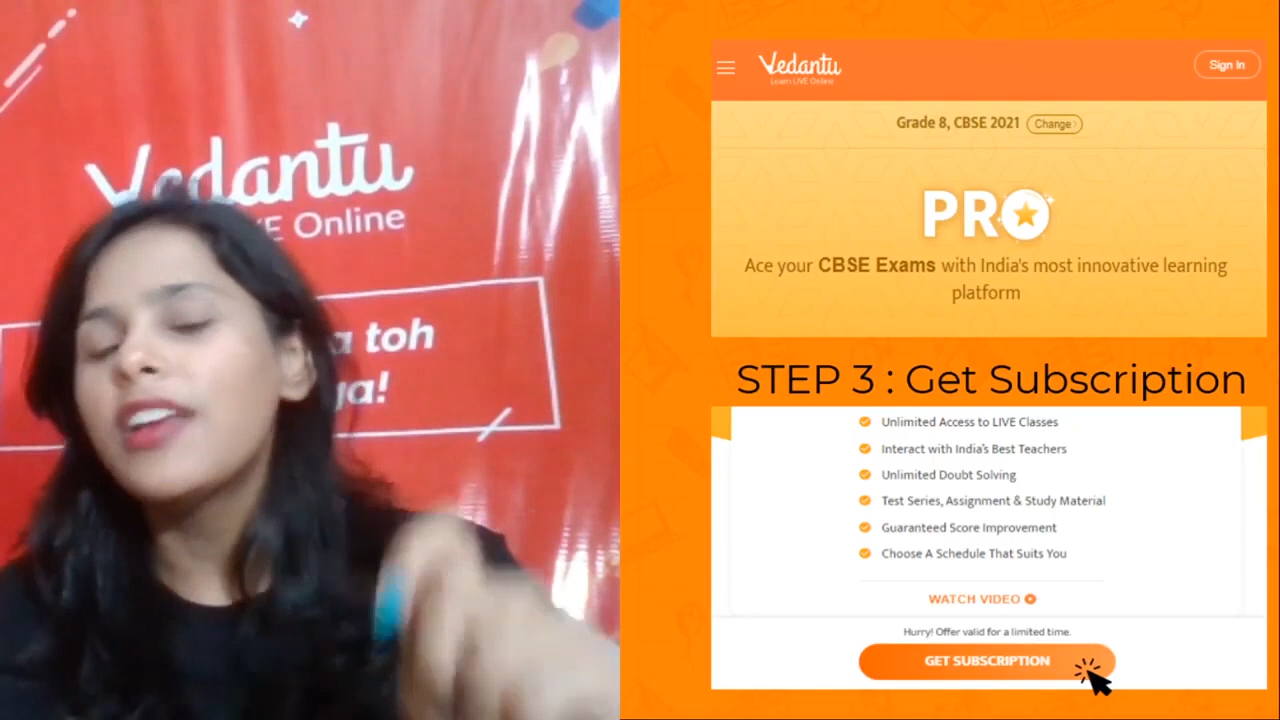 Vedantu
Online
toh
Vedantu
Learn LIVE Online
Sign In
Grade 8, CBSE 2021
Change
PRO
Ace your CBSE Exams with India's most innovative learning
platform
STEP 3 : Get Subscription
Unlimited Access to LIVE Classes
Interact with India's Best Teachers
Unlimited Doubt Solving
Test Series, Assignment & Study Material
Guaranteed Score Improvement
Choose A Schedule That Suits You
WATCH VIDEO
Hurry! Offer valid for a limited time.
GET SUBSCRIPTION